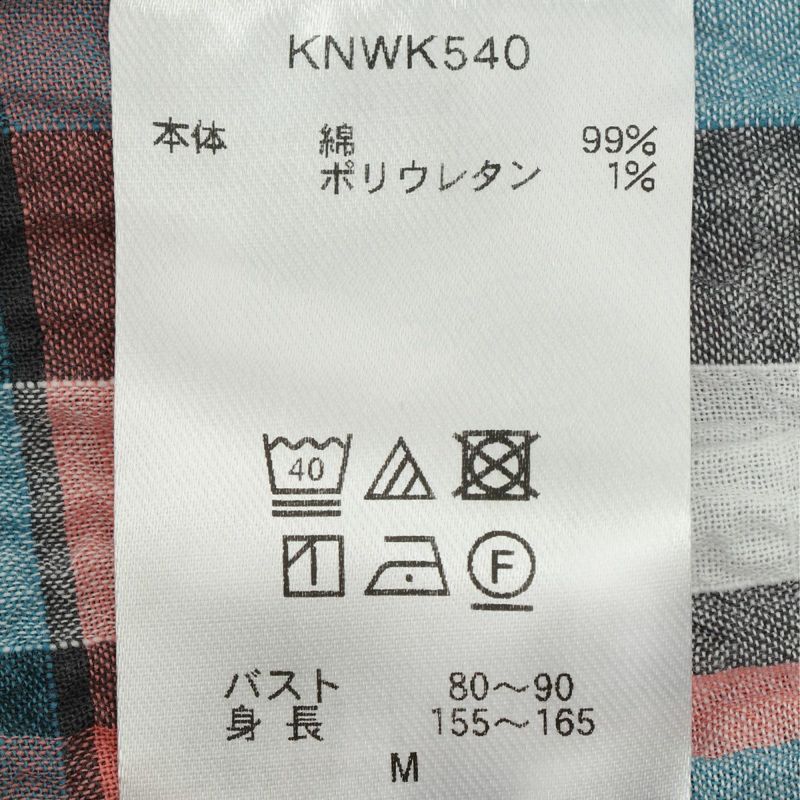 KNWK540
本体 綿 99%
ポリウレタン 1%
40
F
バスト 80～90
身長 155～165
M